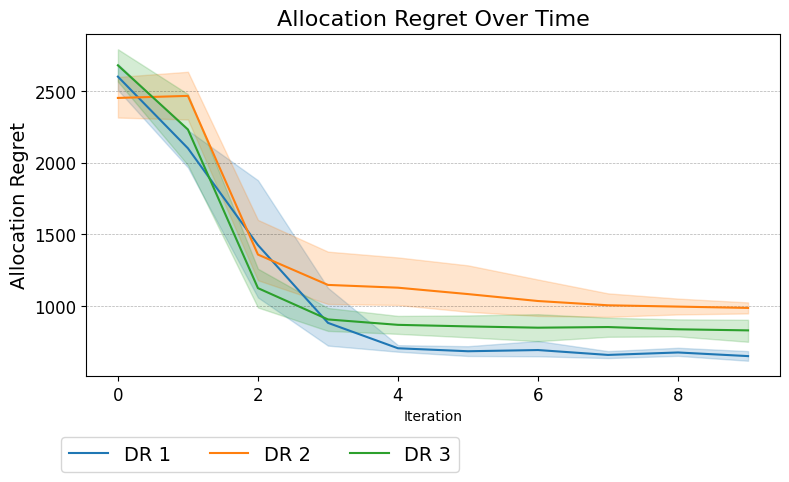 Allocation Regret Over Time
Allocation Regret
2500
2000
1500
1000
0 2 4 6 8
Iteration
DR 1 DR 2 DR 3